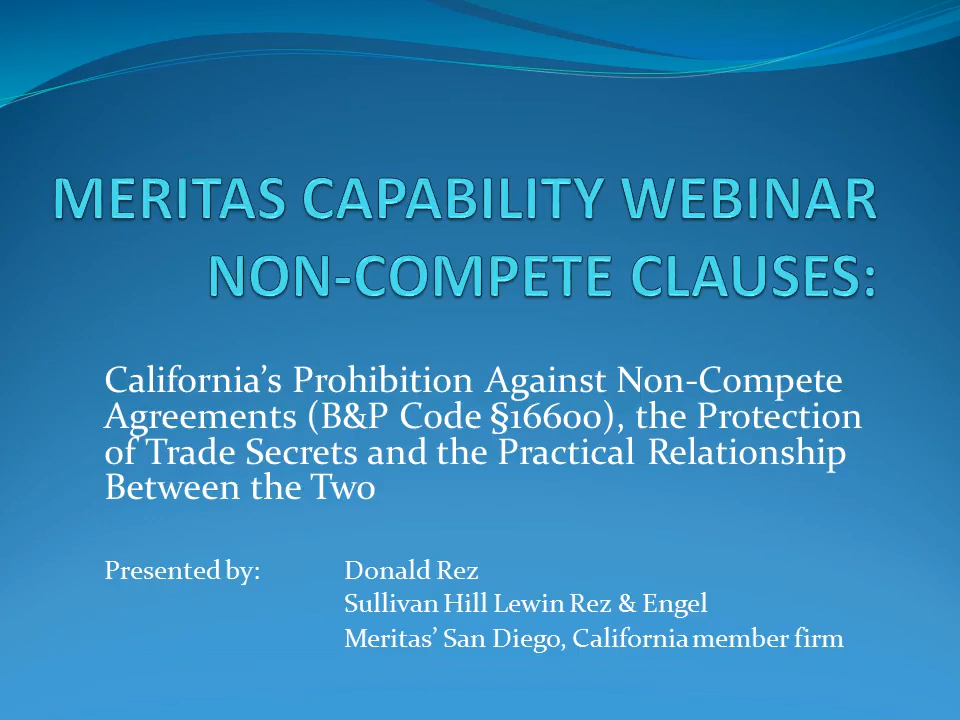 MERITAS CAPABILITY WEBINAR
NON-COMPETE CLAUSES:
California’s Prohibition Against Non-Compete
Agreements (B&P Code §16600), the Protection
of Trade Secrets and the Practical Relationship
Between the Two
Presented by: Donald Rez
Sullivan Hill Lewin Rez & Engel
Meritas’ San Diego, California member firm